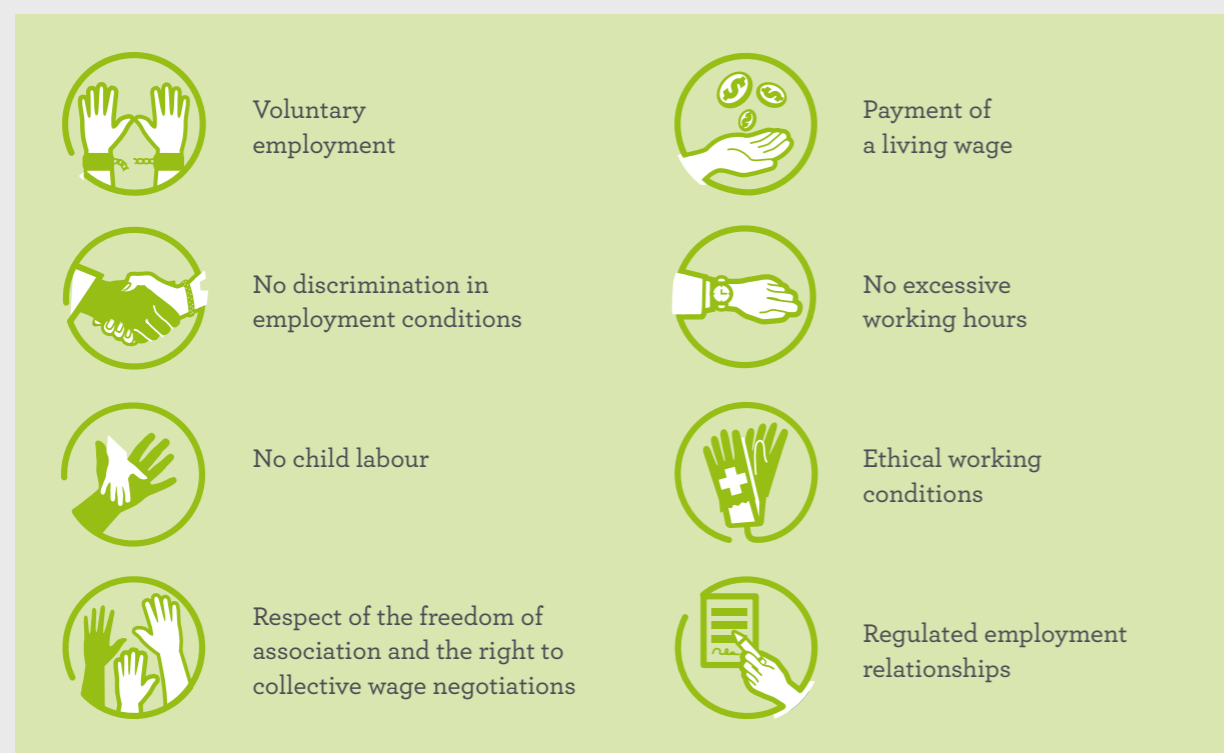 Voluntary
employment
No discrimination in
employment conditions
No child labour
Respect of the freedom of
association and the right to
collective wage negotiations
Payment of
a living wage
No excessive
working hours
Ethical working
conditions
Regulated employment
relationships